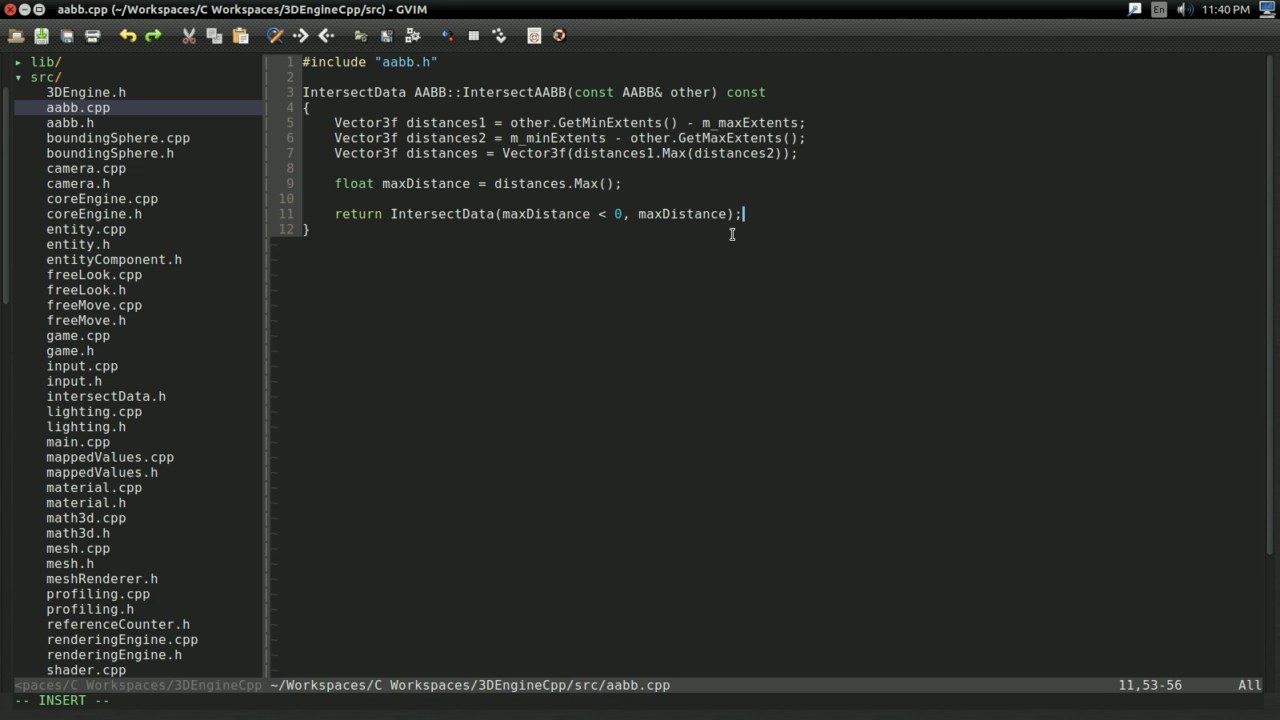 aabb.cpp (~/Workspaces/C Workspaces/3DEngineCpp/src) - GVIM
En
11:40 PM
▸ lib/
▾ src/
3DEngine.h
aabb.cpp
aabb.h
boundingSphere.cpp
boundingSphere.h
camera.cpp
camera.h
coreEngine.cpp
coreEngine.h
entity.cpp
entity.h
entityComponent.h
freeLook.cpp
freeLook.h
freeMove.cpp
freeMove.h
game.cpp
game.h
input.cpp
input.h
intersectData.h
lighting.cpp
lighting.h
main.cpp
mappedValues.cpp
mappedValues.h
material.cpp
material.h
math3d.cpp
math3d.h
mesh.cpp
mesh.h
meshRenderer.h
profiling.cpp
profiling.h
referenceCounter.h
renderingEngine.cpp
renderingEngine.h
shader.cpp
1 #include "aabb.h"
2
3 IntersectData AABB::IntersectAABB(const AABB& other) const
4 {
5     Vector3f distances1 = other.GetMinExtents() - m_maxExtents;
6     Vector3f distances2 = m_minExtents - other.GetMaxExtents();
7     Vector3f distances = Vector3f(distances1.Max(distances2));
8
9     float maxDistance = distances.Max();
10
11     return IntersectData(maxDistance < 0, maxDistance);
12 }
<paces/C Workspaces/3DEngineCpp ~/Workspaces/C Workspaces/3DEngineCpp/src/aabb.cpp 11,53-56 All
-- INSERT --